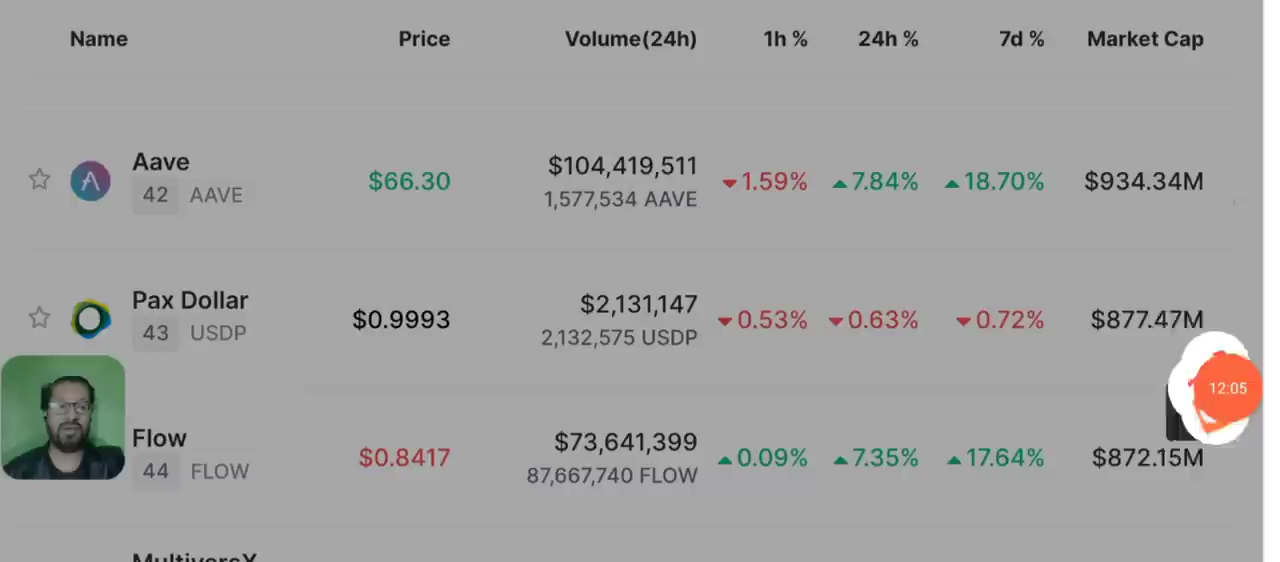 Name Price Volume(24h) 1h % 24h % 7d % Market Cap
Aave $66.30 $104,419,511 1.59% 7.84% 18.70% $934.34M
42 AAVE 1,577,534 AAVE
Pax Dollar $0.9993 $2,131,147 0.53% 0.63% 0.72% $877.47M
43 USDP 2,132,575 USDP
12:05
Flow $0.8417 $73,641,399 0.09% 7.35% 17.64% $872.15M
44 FLOW 87,667,740 FLOW
MultiversX